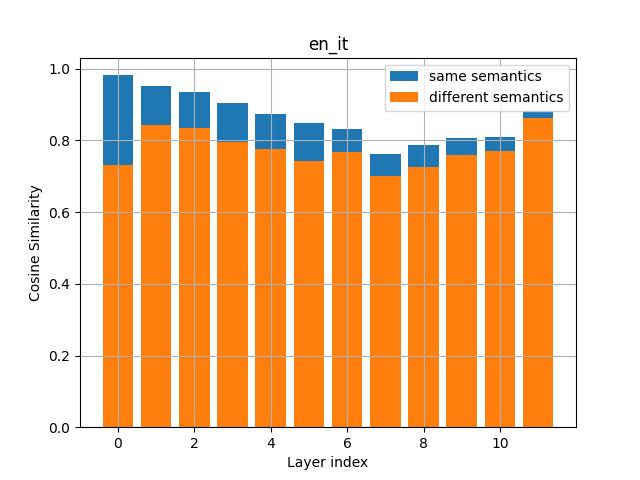 en_it
same semantics
different semantics
1.0
0.8
0.6
0.4
0.2
0.0
Cosine Similarity
0 2 4 6 8 10
Layer index